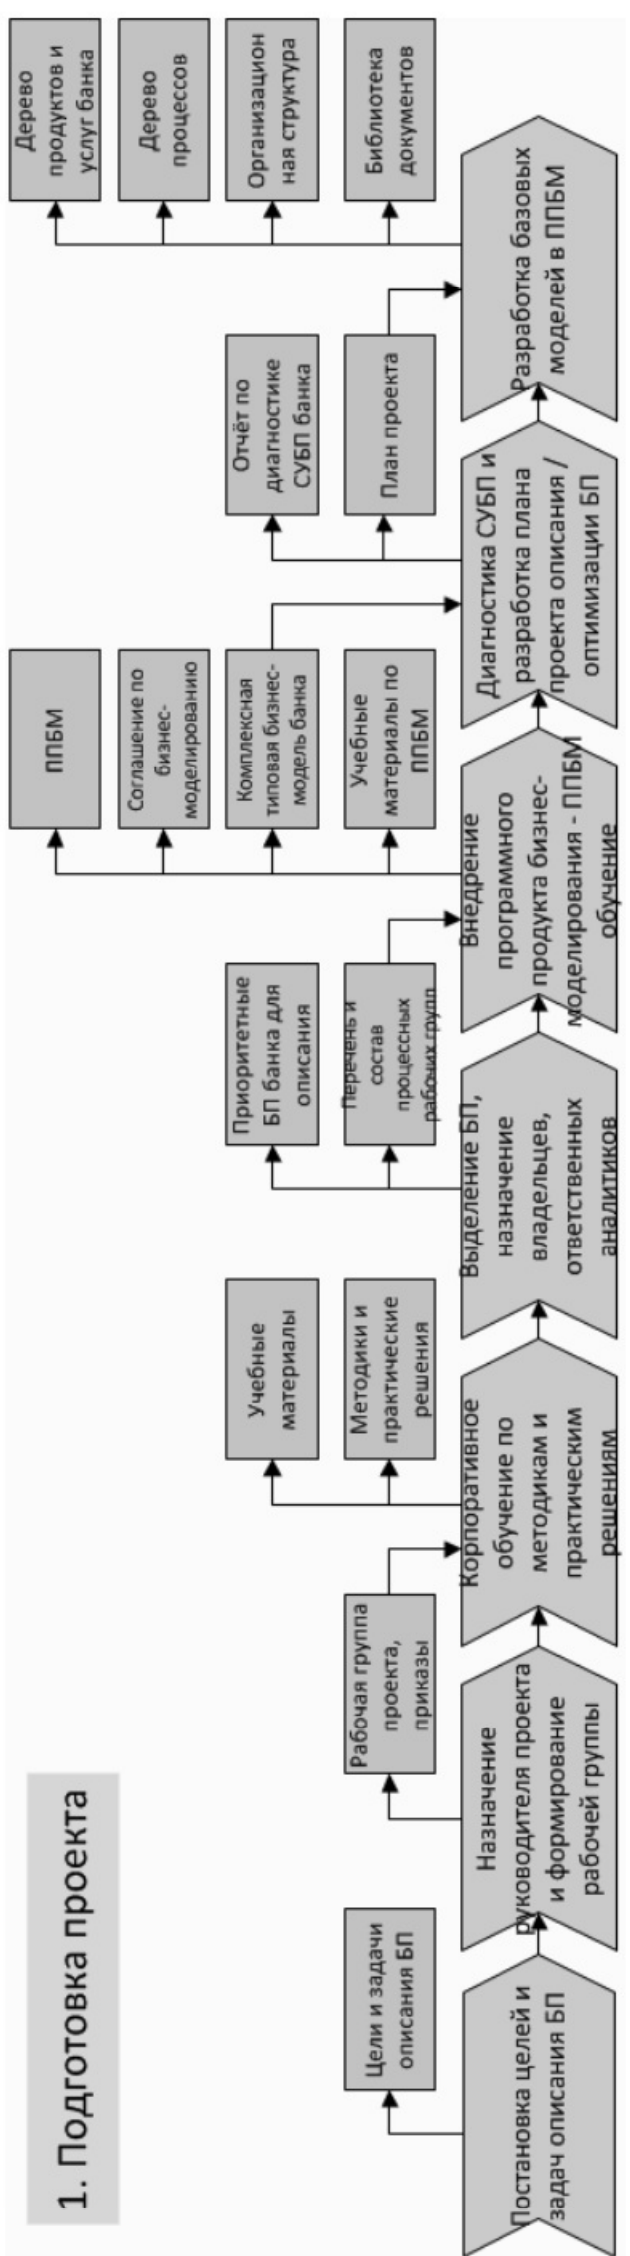 1. Подготовка проекта
Постановка целей и
задач описания БП
Цели и задачи
описания БП
Назначение
руководителя проекта
и формирование
рабочей группы
Рабочая группа
проекта,
приказы
Корпоративное
обучение по
методикам и
практическим
решениям
Учебные
материалы
Методики и
практические
решения
Выделение БП,
назначение
владельцев,
ответственных
аналитиков
Приоритетные
БП банка для
описания
Перечень и
состав
процессных
рабочих групп
Внедрение
программного
продукта бизнес-
моделирования - ППБМ
обучение
ППБМ
Соглашение по
бизнес-
моделированию
Комплексная
типовая бизнес-
модель банка
Учебные
материалы по
ППБМ
Диагностика СУБП и
разработка плана
проекта описания /
оптимизации БП
Отчёт по
диагностике
СУБП банка
План проекта
Разработка базовых
моделей в ППБМ
Дерево
продуктов и
услуг банка
Дерево
процессов
Организацион
ная структура
Библиотека
документов